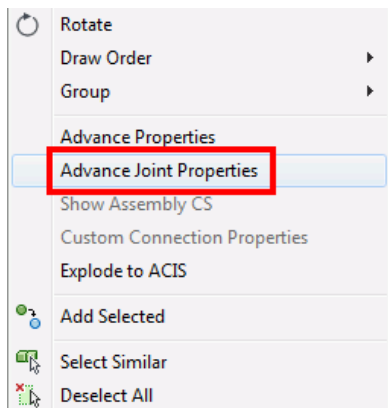 Rotate
Draw Order
Group
Advance Properties
Advance Joint Properties
Show Assembly CS
Custom Connection Properties
Explode to ACIS
Add Selected
Select Similar
Deselect All